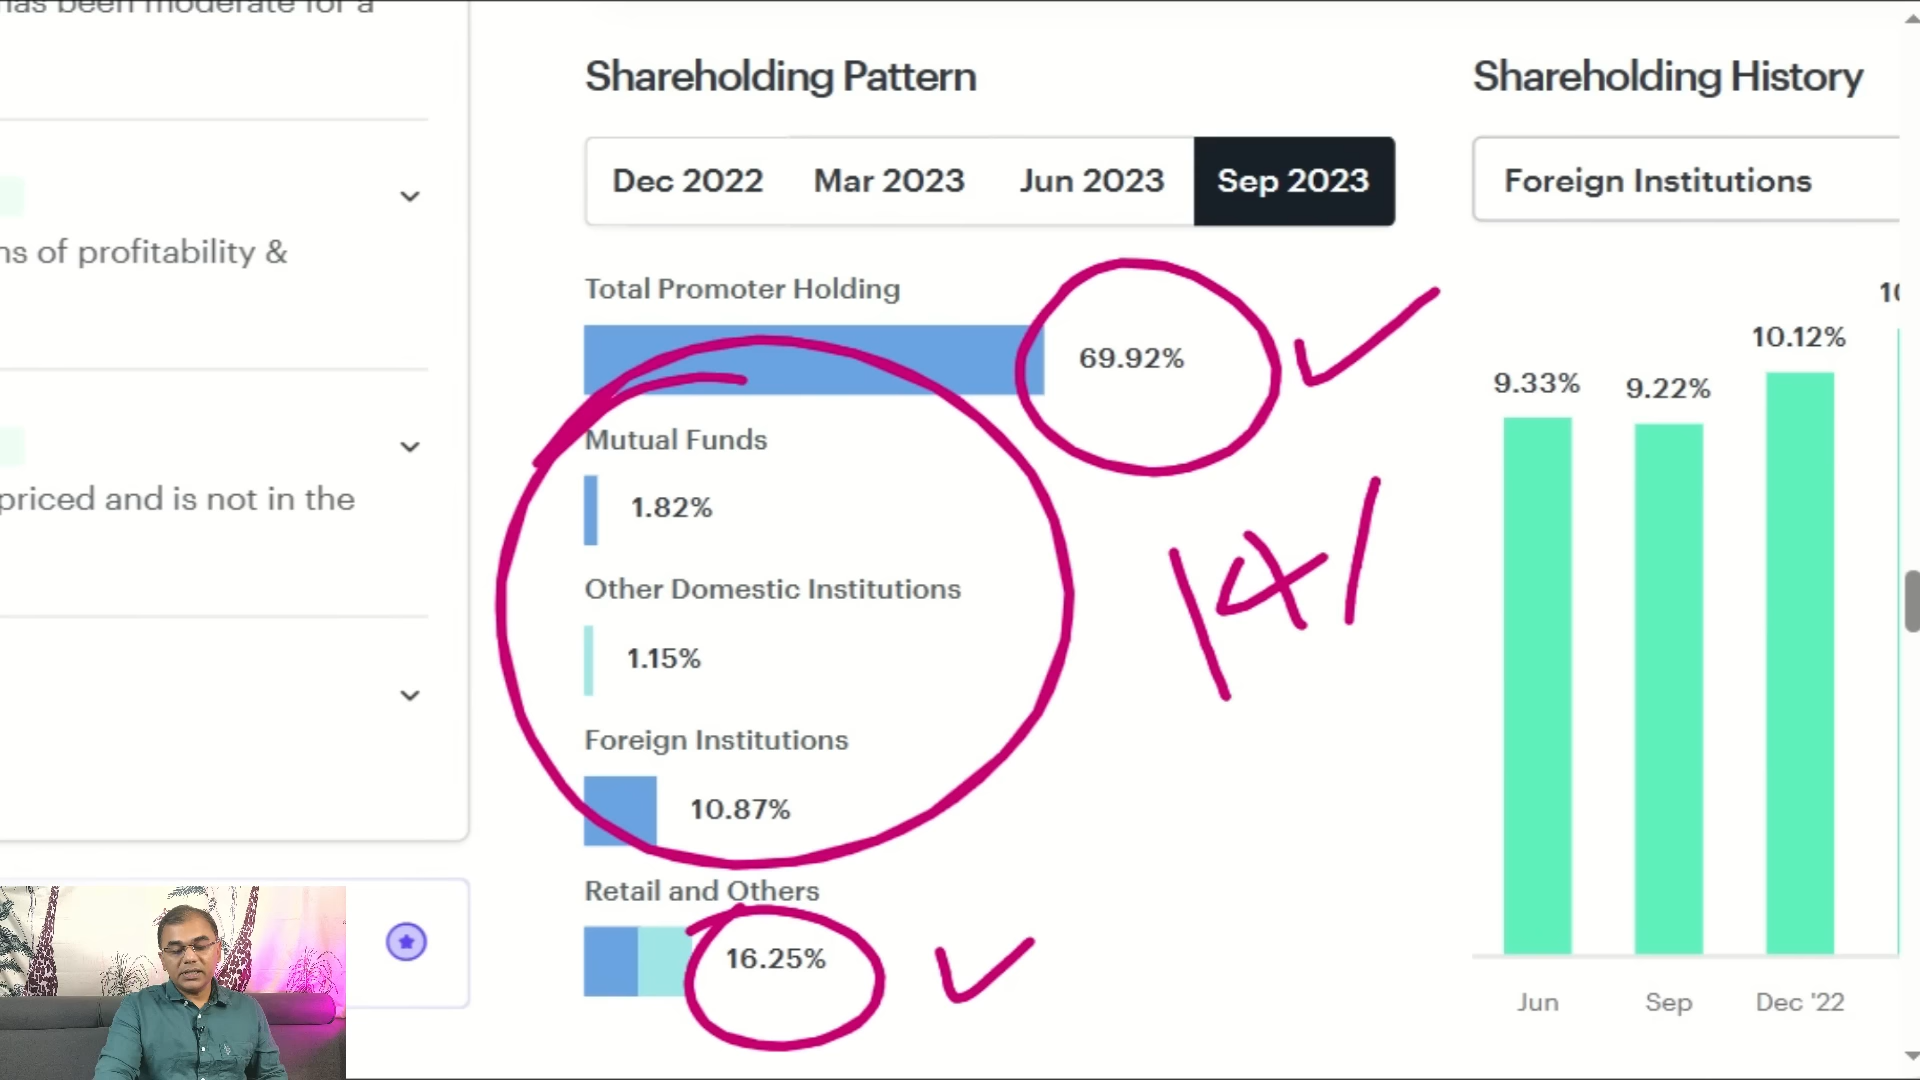 has been moderate for a
ns of profitability &
priced and is not in the
Shareholding Pattern
Dec 2022 Mar 2023 Jun 2023 Sep 2023
Total Promoter Holding
69.92%
Mutual Funds
1.82%
Other Domestic Institutions
1.15%
Foreign Institutions
10.87%
Retail and Others
16.25%
14/
Shareholding History
Foreign Institutions
9.33% 9.22% 10.12% 10
Jun Sep Dec '22